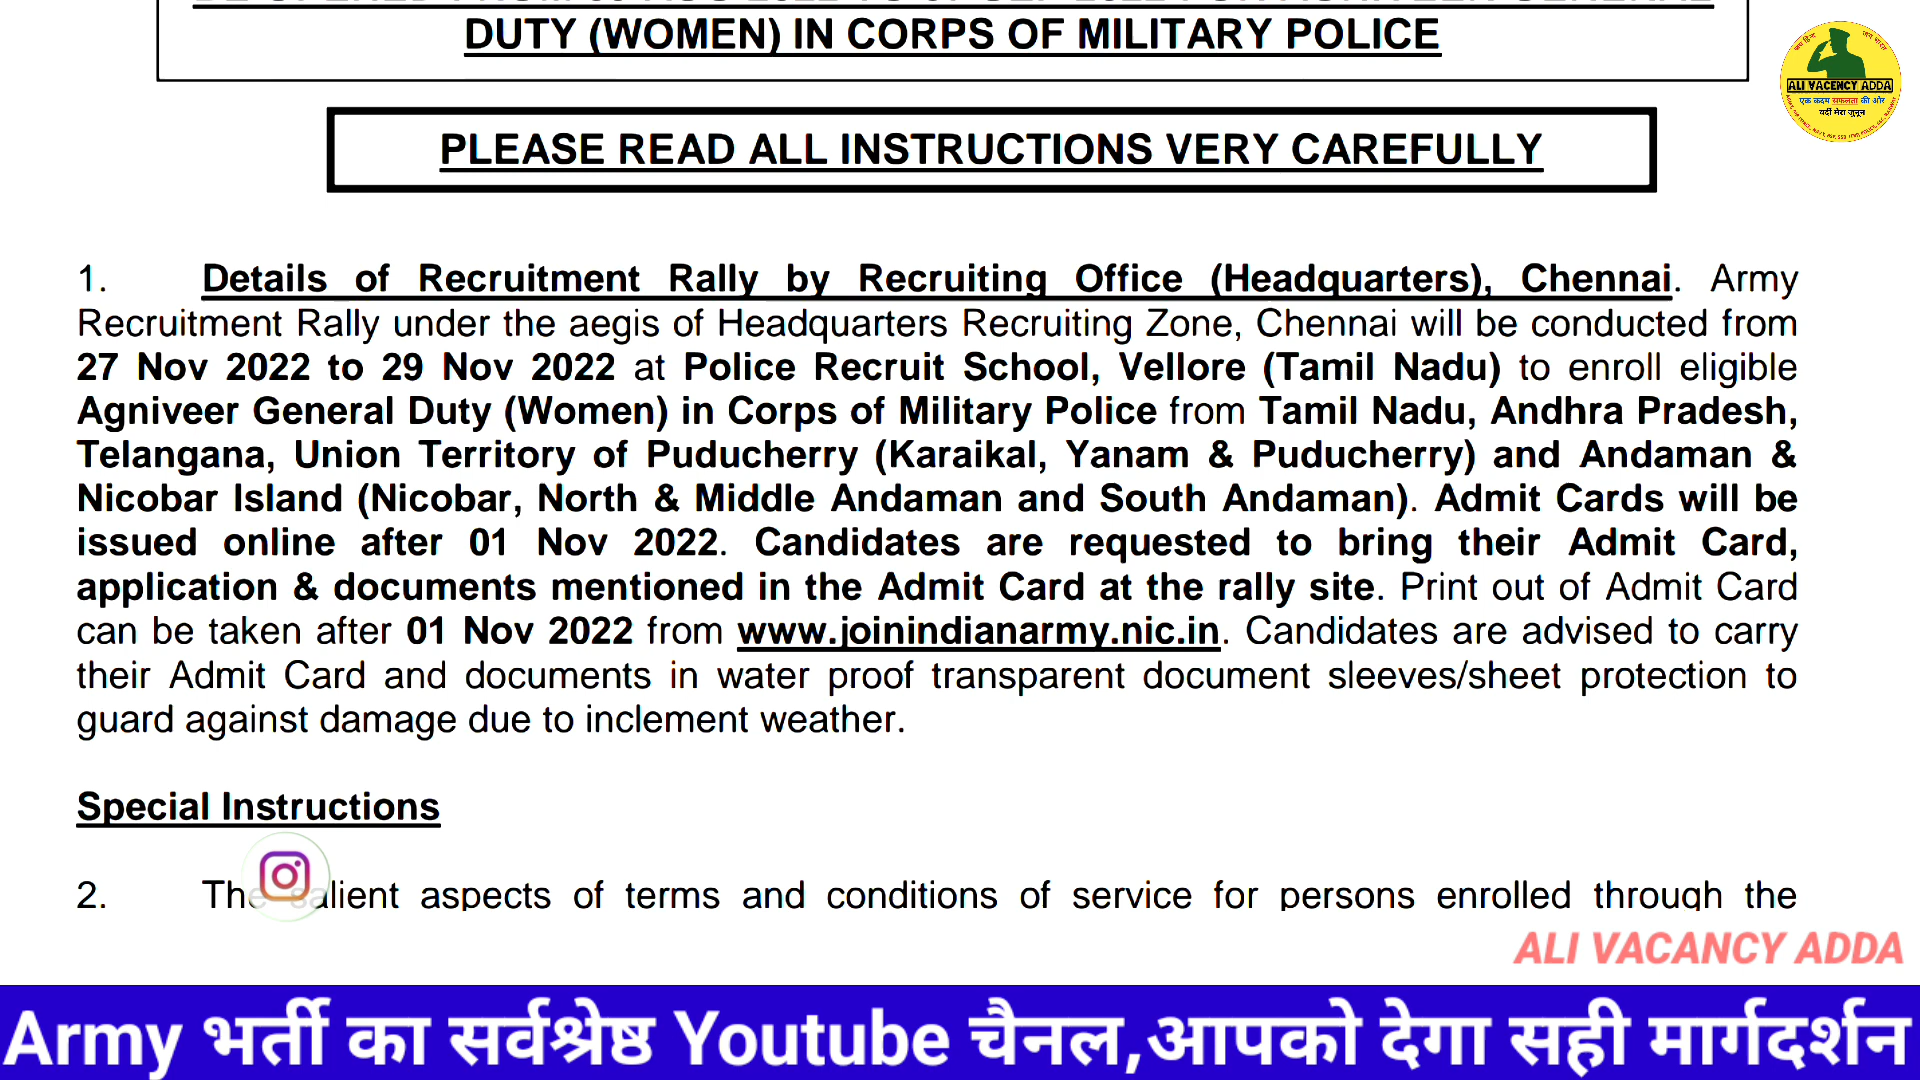 DUTY (WOMEN) IN CORPS OF MILITARY POLICE
ALI VACENCY ADDA
एक कदम सफलता की ओर
वर्दी मेरा जुनून
PLEASE READ ALL INSTRUCTIONS VERY CAREFULLY
1. Details of Recruitment Rally by Recruiting Office (Headquarters), Chennai. Army
Recruitment Rally under the aegis of Headquarters Recruiting Zone, Chennai will be conducted from
27 Nov 2022 to 29 Nov 2022 at Police Recruit School, Vellore (Tamil Nadu) to enroll eligible
Agniveer General Duty (Women) in Corps of Military Police from Tamil Nadu, Andhra Pradesh,
Telangana, Union Territory of Puducherry (Karaikal, Yanam & Puducherry) and Andaman &
Nicobar Island (Nicobar, North & Middle Andaman and South Andaman). Admit Cards will be
issued online after 01 Nov 2022. Candidates are requested to bring their Admit Card,
application & documents mentioned in the Admit Card at the rally site. Print out of Admit Card
can be taken after 01 Nov 2022 from www.joinindianarmy.nic.in. Candidates are advised to carry
their Admit Card and documents in water proof transparent document sleeves/sheet protection to
guard against damage due to inclement weather.
Special Instructions
2. The salient aspects of terms and conditions of service for persons enrolled through the
ALI VACANCY ADDA
Army भर्ती का सर्वश्रेष्ठ Youtube चैनल,आपको देगा सही मार्गदर्शन